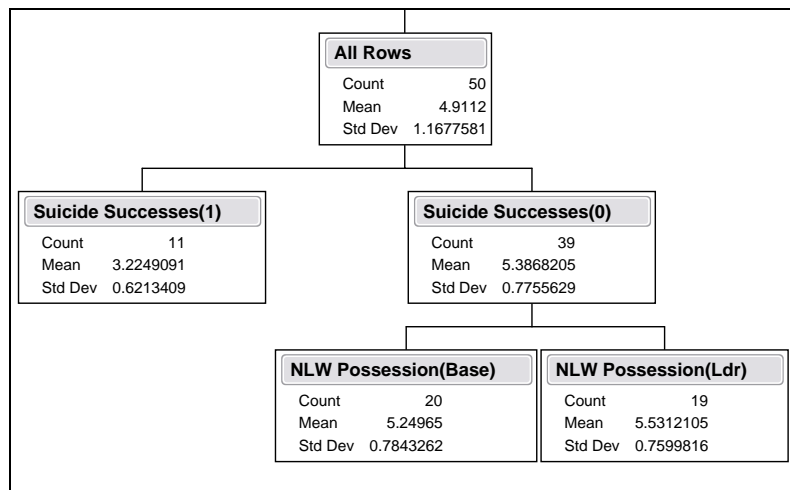 All Rows
Count 50
Mean 4.9112
Std Dev 1.1677581
Suicide Successes(1)
Count 11
Mean 3.2249091
Std Dev 0.6213409
Suicide Successes(0)
Count 39
Mean 5.3868205
Std Dev 0.7755629
NLW Possession(Base)
Count 20
Mean 5.24965
Std Dev 0.7843262
NLW Possession(Ldr)
Count 19
Mean 5.5312105
Std Dev 0.7599816